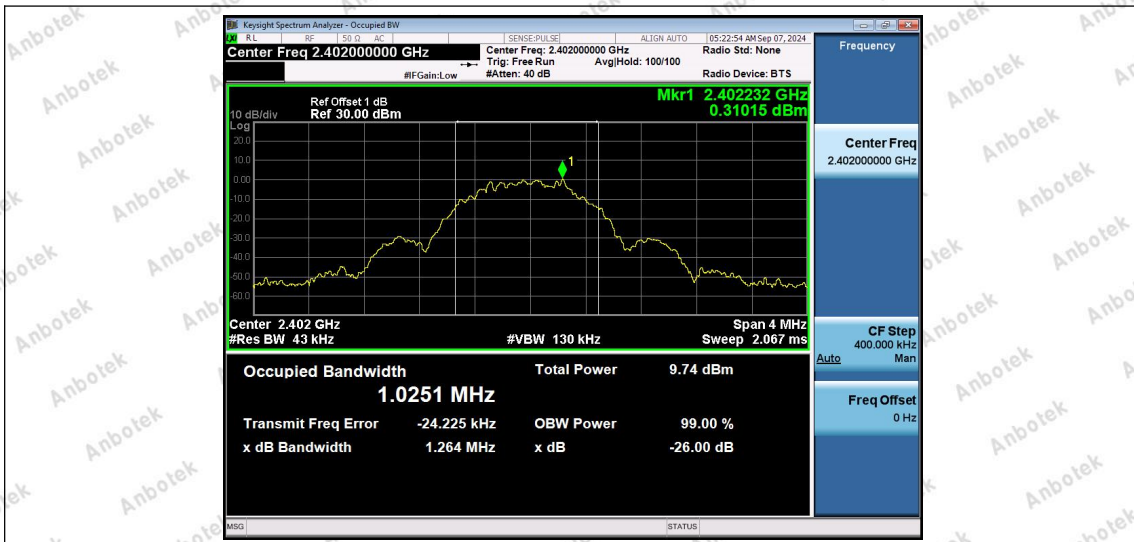 Keysight Spectrum Analyzer - Occupied BW
LXI RL RF 50 Ω AC SENSE:PULSE ALIGN AUTO 05:22:54 AM Sep 07, 2024
Center Freq 2.402000000 GHz
Center Freq: 2.402000000 GHz
Radio Std: None
Trig: Free Run Avg|Hold: 100/100
#IFGain:Low #Atten: 40 dB Radio Device: BTS
Frequency
Mkr1 2.402232 GHz
0.31015 dBm
Ref Offset 1 dB
10 dB/div Ref 30.00 dBm
Log
20.0
10.0
0.00
-10.0
-20.0
-30.0
-40.0
-50.0
-60.0
1
Center 2.402 GHz Span 4 MHz
#Res BW 43 kHz #VBW 130 kHz Sweep 2.067 ms
Center Freq
2.402000000 GHz
CF Step
400.000 kHz
Auto Man
Freq Offset
0 Hz
Occupied Bandwidth Total Power 9.74 dBm
1.0251 MHz
Transmit Freq Error -24.225 kHz OBW Power 99.00 %
x dB Bandwidth 1.264 MHz x dB -26.00 dB
MSG STATUS
Anbotek